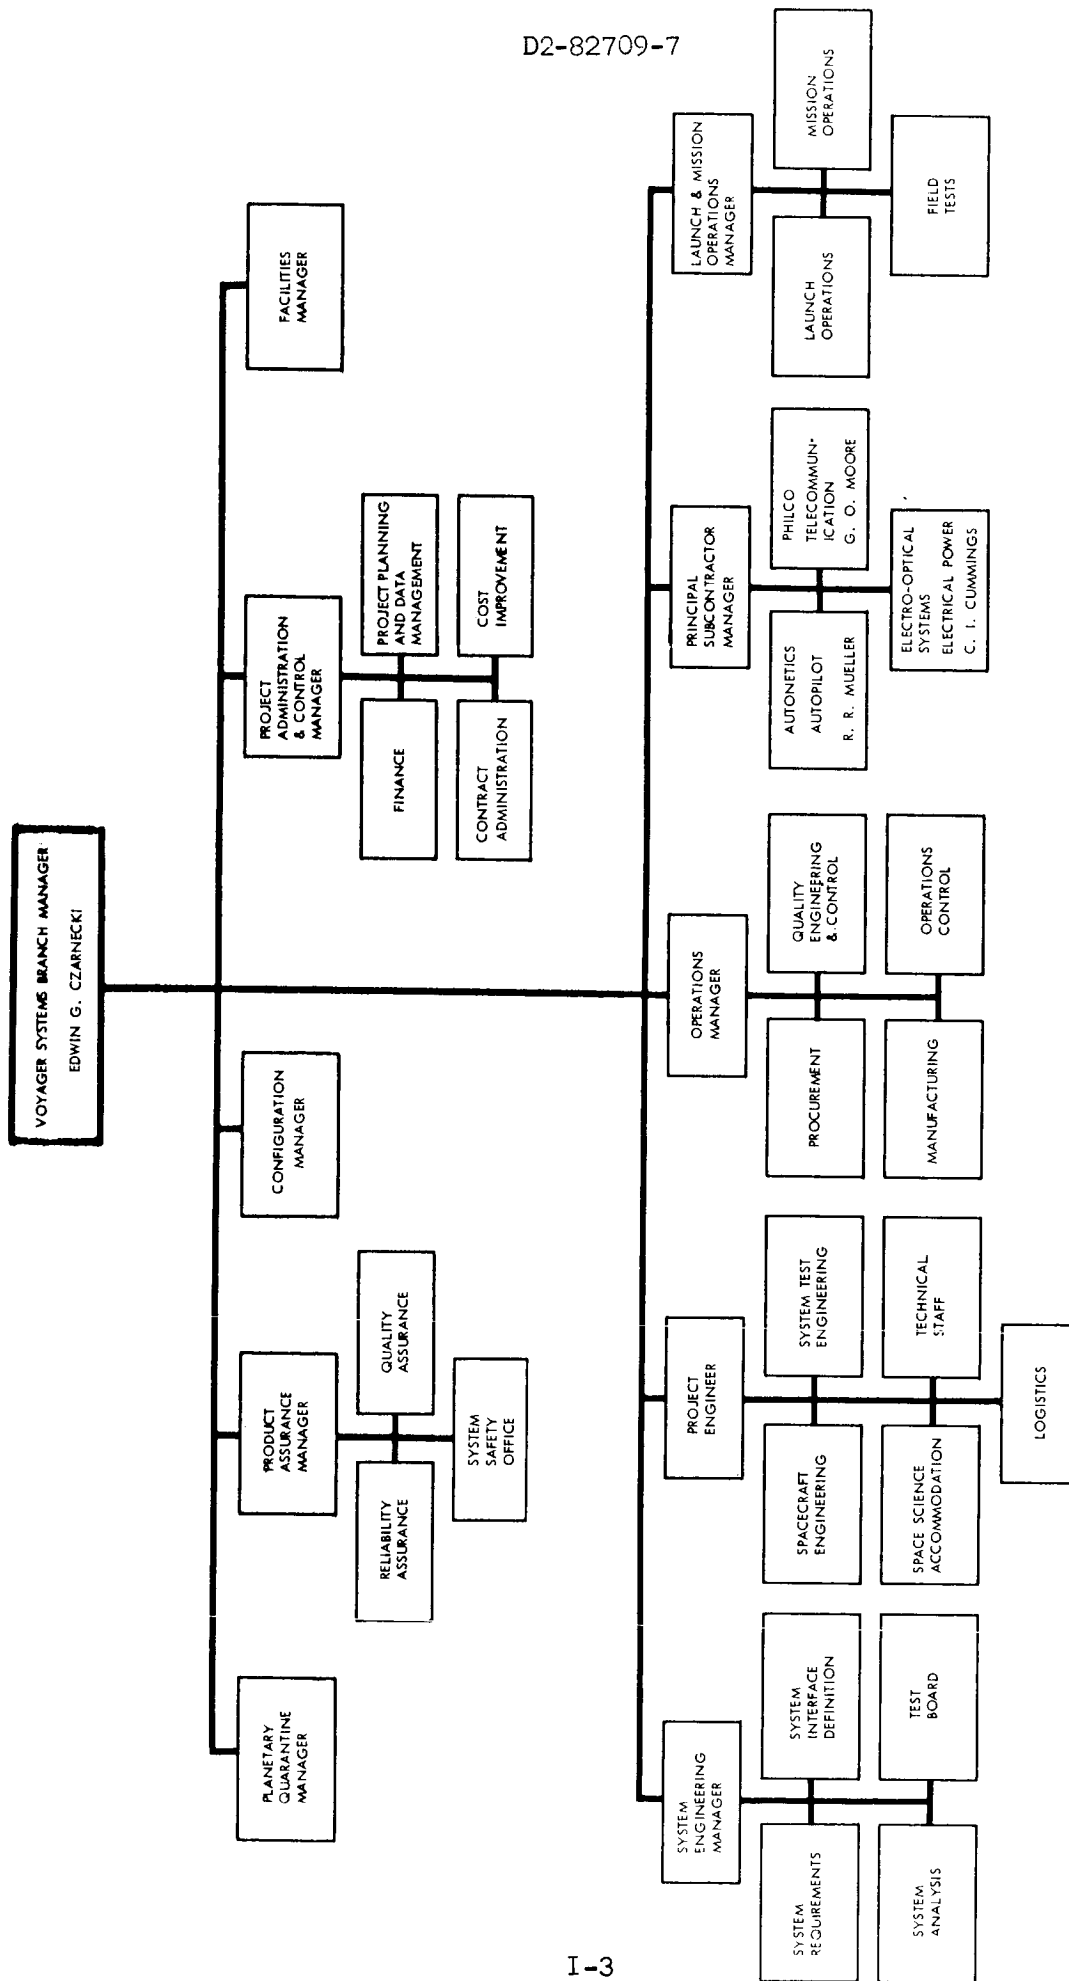 D2-82709-7
VOYAGER SYSTEMS BRANCH MANAGER
EDWIN G. CZARNECKI
PLANETARY
QUARANTINE
MANAGER
PRODUCT
ASSURANCE
MANAGER
RELIABILITY
ASSURANCE
QUALITY
ASSURANCE
SYSTEM
SAFETY
OFFICE
CONFIGURATION
MANAGER
PROJECT
ADMINISTRATION
& CONTROL
MANAGER
FINANCE
PROJECT PLANNING
AND DATA
MANAGEMENT
CONTRACT
ADMINISTRATION
COST
IMPROVEMENT
FACILITIES
MANAGER
SYSTEM
ENGINEERING
MANAGER
SYSTEM
REQUIREMENTS
SYSTEM
INTERFACE
DEFINITION
SYSTEM
ANALYSIS
TEST
BOARD
PROJECT
ENGINEER
SPACECRAFT
ENGINEERING
SYSTEM TEST
ENGINEERING
SPACE SCIENCE
ACCOMMODATION
TECHNICAL
STAFF
LOGISTICS
OPERATIONS
MANAGER
PROCUREMENT
QUALITY
ENGINEERING
& CONTROL
MANUFACTURING
OPERATIONS
CONTROL
PRINCIPAL
SUBCONTRACTOR
MANAGER
AUTONETICS
AUTOPILOT
R. R. MUELLER
PHILCO
TELECOMMUN-
ICATION
G. O. MOORE
ELECTRO-OPTICAL
SYSTEMS
ELECTRICAL POWER
C. I. CUMMINGS
LAUNCH & MISSION
OPERATIONS
MANAGER
LAUNCH
OPERATIONS
MISSION
OPERATIONS
FIELD
TESTS
I-3